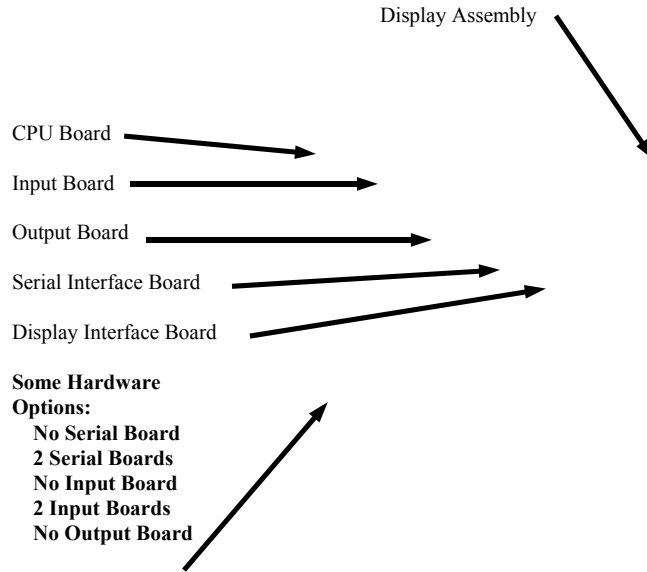 Display Assembly
CPU Board
Input Board
Output Board
Serial Interface Board
Display Interface Board
Some Hardware
Options:
No Serial Board
2 Serial Boards
No Input Board
2 Input Boards
No Output Board